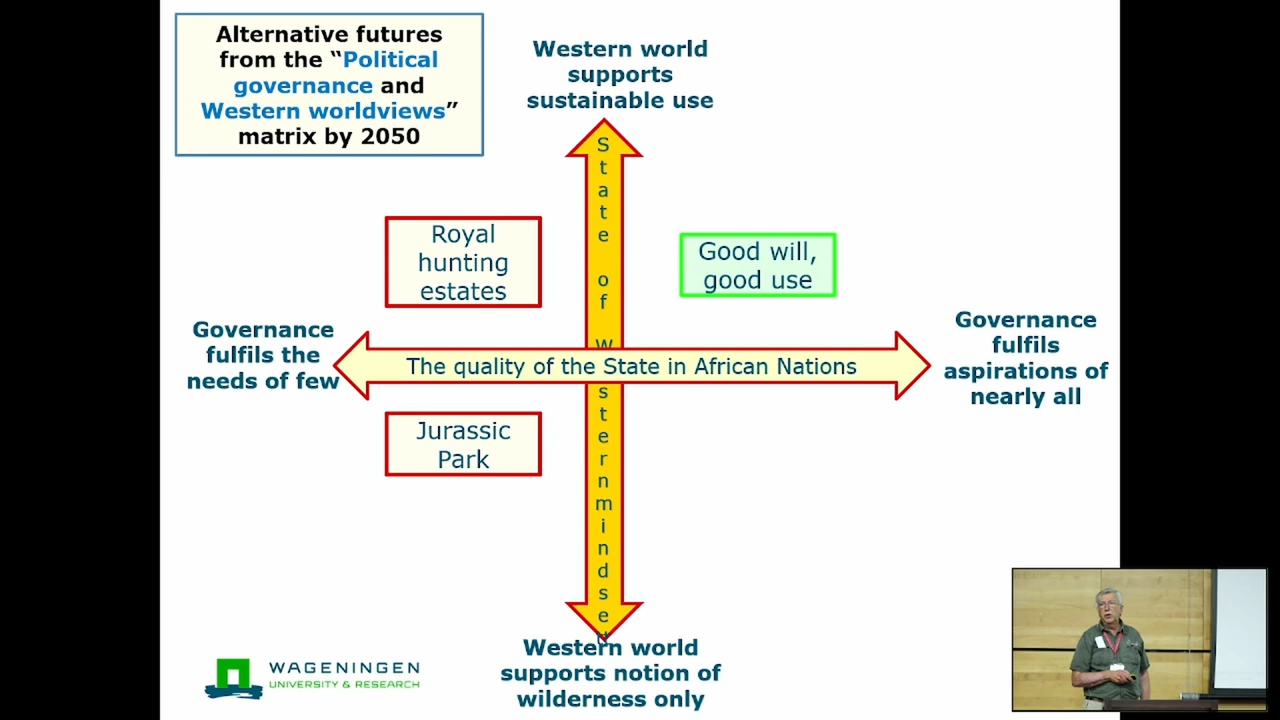 Alternative futures
from the “Political
governance and
Western worldviews”
matrix by 2050
Western world
supports
sustainable use
State of Westernmindsed
Royal
hunting
estates
Good will,
good use
Governance
fulfils the
needs of few
The quality of the State in African Nations
Governance
fulfils
aspirations of
nearly all
Jurassic
Park
Western world
supports notion of
wilderness only
WAGENINGEN
UNIVERSITY & RESEARCH